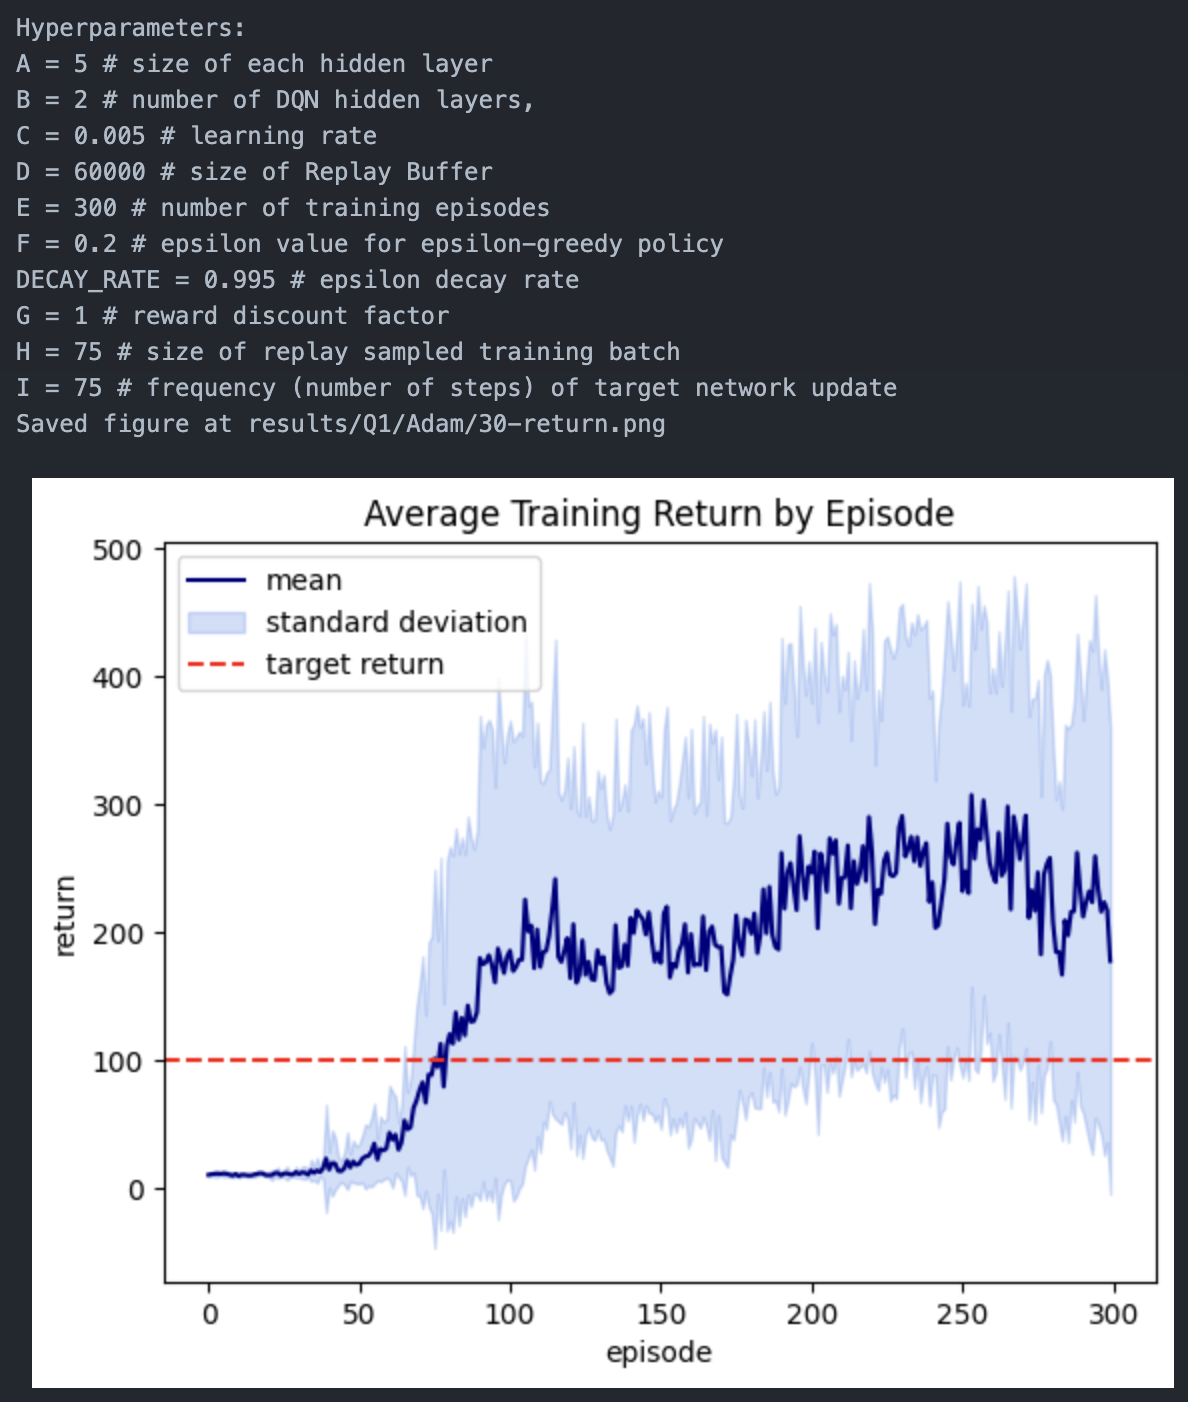 Hyperparameters:
A = 5 # size of each hidden layer
B = 2 # number of DQN hidden layers,
C = 0.005 # learning rate
D = 60000 # size of Replay Buffer
E = 300 # number of training episodes
F = 0.2 # epsilon value for epsilon-greedy policy
DECAY_RATE = 0.995 # epsilon decay rate
G = 1 # reward discount factor
H = 75 # size of replay sampled training batch
I = 75 # frequency (number of steps) of target network update
Saved figure at results/Q1/Adam/30-return.png
Average Training Return by Episode
500
400
300
200
100
0
return
mean
standard deviation
target return
0 50 100 150 200 250 300
episode